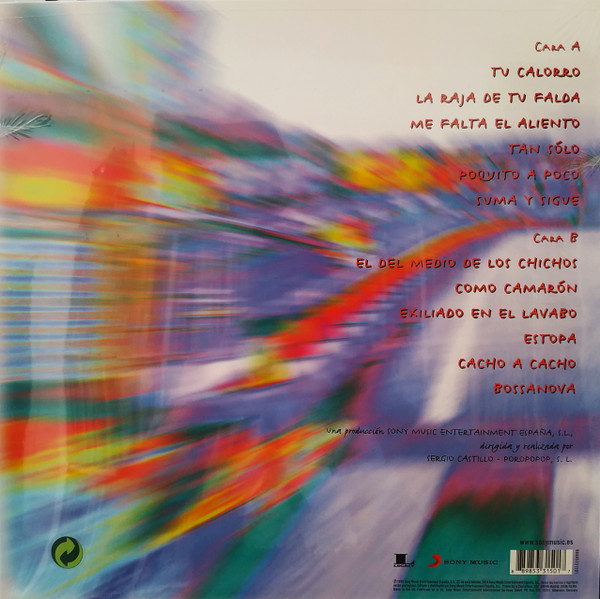 CARA A
TU CALORRO
LA RAJA DE TU FALDA
ME FALTA EL ALIENTO
TAN SÓLO
POQUITO A POCO
SUMA Y SIGUE
CARA B
EL DEL MEDIO DE LOS CHICHOS
COMO CAMARÓN
EXILIADO EN EL LAVABO
ESTOPA
CACHO A CACHO
BOSSANOVA
Una producción SONY MUSIC ENTERTAINMENT ESPAÑA, S.L.,
dirigida y realizada por
SERGIO CASTILLO - POROPOPOP, S. L.
www.sonymusic.es
SONY MUSIC